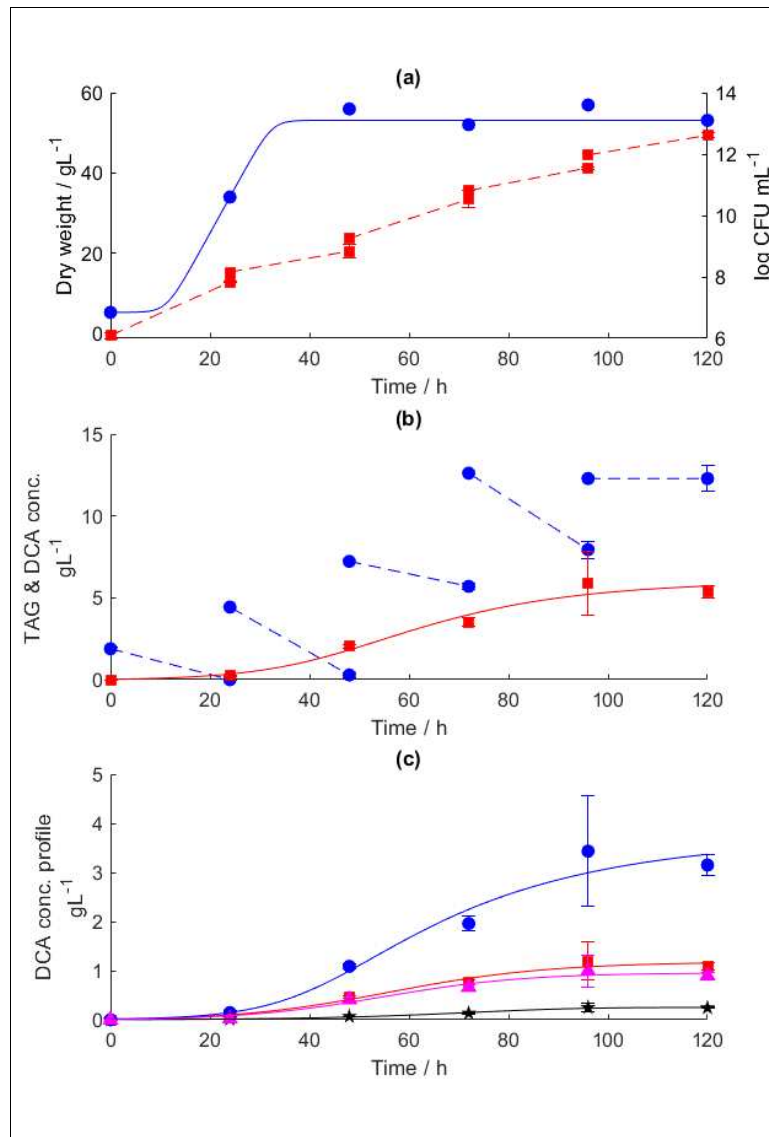 (a)
60
40
20
0
Dry weight / gL⁻¹
14
12
10
8
6
log CFU mL⁻¹
0 20 40 60 80 100 120
Time / h
(b)
15
10
5
0
TAG & DCA conc.
gL⁻¹
0 20 40 60 80 100 120
Time / h
(c)
5
4
3
2
1
0
DCA conc. profile
gL⁻¹
0 20 40 60 80 100 120
Time / h